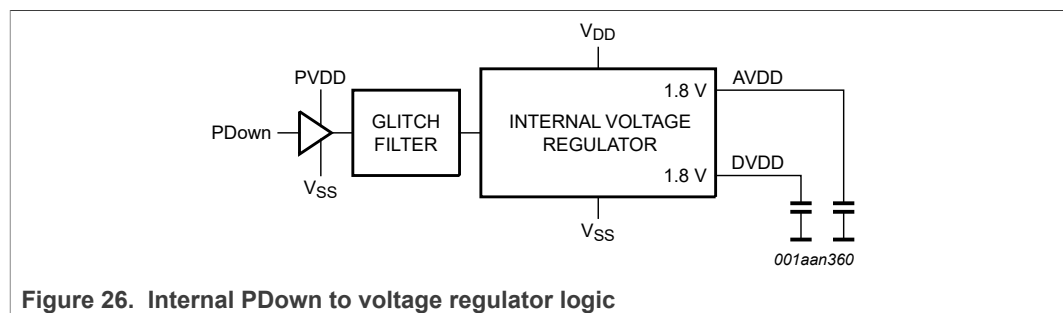 VDD
PVDD
PDown
VSS
GLITCH
FILTER
INTERNAL VOLTAGE
REGULATOR
1.8 V
AVDD
1.8 V
DVDD
VSS
001aan360
Figure 26. Internal PDown to voltage regulator logic